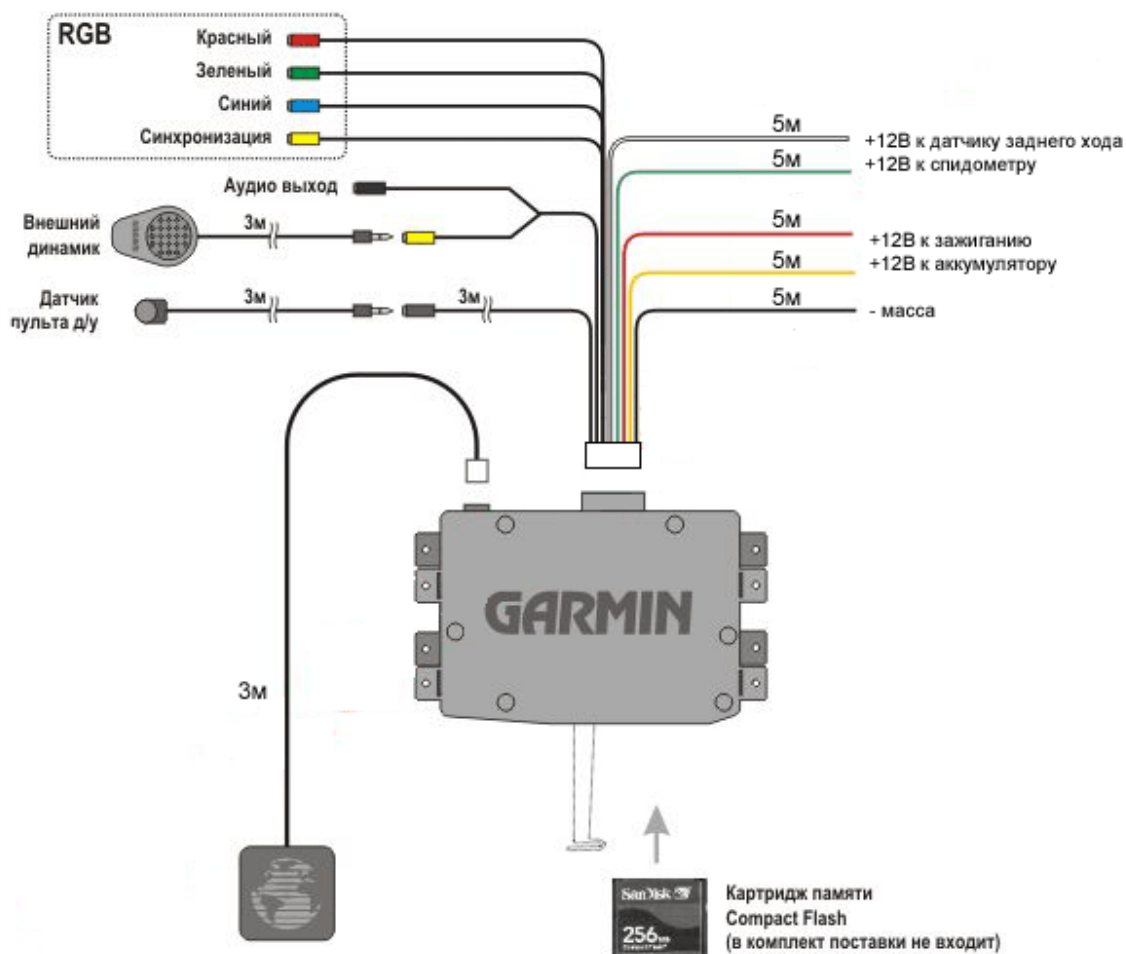 RGB
Красный
Зеленый
Синий
Синхронизация
Аудио выход
Внешний
динамик
3м
Датчик
пульта д/у
3м
3м
5м
+12В к датчику заднего хода
5м
+12В к спидометру
5м
+12В к зажиганию
5м
+12В к аккумулятору
5м
- масса
GARMIN
3м
SanDisk
256
CompactFlash
Картридж памяти
Compact Flash
(в комплект поставки не входит)